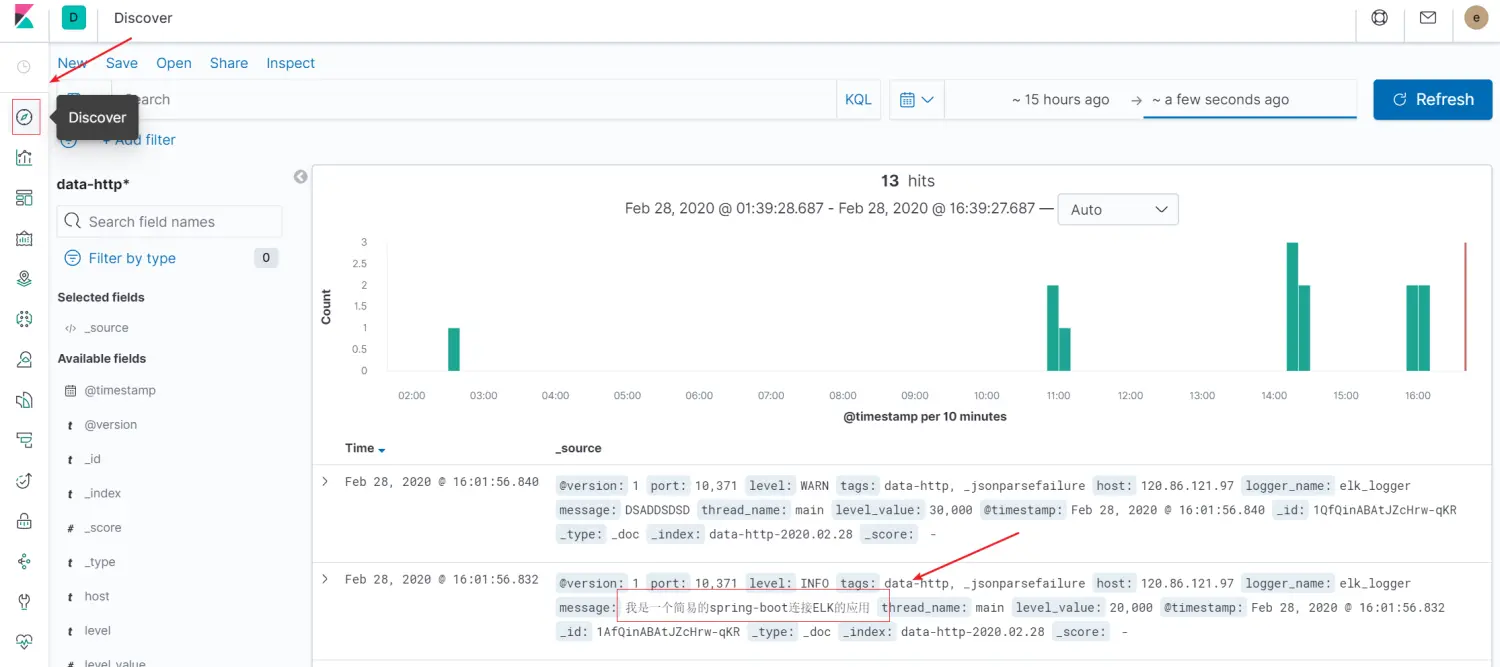 D Discover e
New Save Open Share Inspect
Search KQL ~ 15 hours ago → ~ a few seconds ago Refresh
Discover
+ Add filter
data-http*
Search field names
Filter by type 0
Selected fields
_source
Available fields
@timestamp
t @version
t _id
t _index
# _score
t _type
t host
t level
# level_value
13 hits
Feb 28, 2020 @ 01:39:28.687 - Feb 28, 2020 @ 16:39:27.687 — Auto
Count
3
2.5
2
1.5
1
0.5
0
02:00 03:00 04:00 05:00 06:00 07:00 08:00 09:00 10:00 11:00 12:00 13:00 14:00 15:00 16:00
@timestamp per 10 minutes
Time _source
Feb 28, 2020 @ 16:01:56.840 @version: 1 port: 10,371 level: WARN tags: data-http, _jsonparsefailure host: 120.86.121.97 logger_name: elk_logger
message: DSADDSDSD thread_name: main level_value: 30,000 @timestamp: Feb 28, 2020 @ 16:01:56.840 _id: 1QfQinABAtJZcHrw-qKR
_type: _doc _index: data-http-2020.02.28 _score: -
Feb 28, 2020 @ 16:01:56.832 @version: 1 port: 10,371 level: INFO tags: data-http, _jsonparsefailure host: 120.86.121.97 logger_name: elk_logger
message: 我是一个简易的spring-boot连接ELK的应用 thread_name: main level_value: 20,000 @timestamp: Feb 28, 2020 @ 16:01:56.832
_id: 1AfQinABAtJZcHrw-qKR _type: _doc _index: data-http-2020.02.28 _score: -